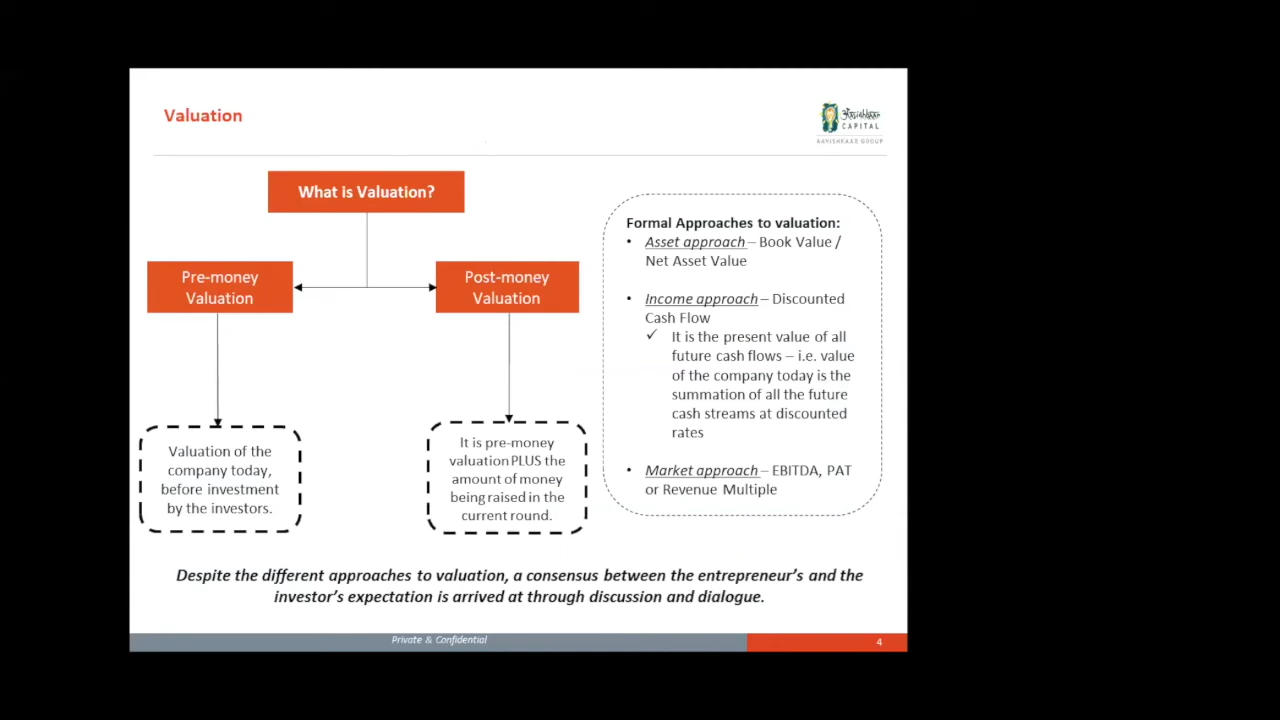 Valuation
आविष्कार
CAPITAL
AAVISHKAAR GROUP
What is Valuation?
Pre-money
Valuation
Post-money
Valuation
Valuation of the
company today,
before investment
by the investors.
It is pre-money
valuation PLUS the
amount of money
being raised in the
current round.
Formal Approaches to valuation:
• Asset approach – Book Value /
Net Asset Value
• Income approach – Discounted
Cash Flow
✓ It is the present value of all
future cash flows – i.e. value
of the company today is the
summation of all the future
cash streams at discounted
rates
• Market approach – EBITDA, PAT
or Revenue Multiple
Despite the different approaches to valuation, a consensus between the entrepreneur's and the
investor's expectation is arrived at through discussion and dialogue.
Private & Confidential
4